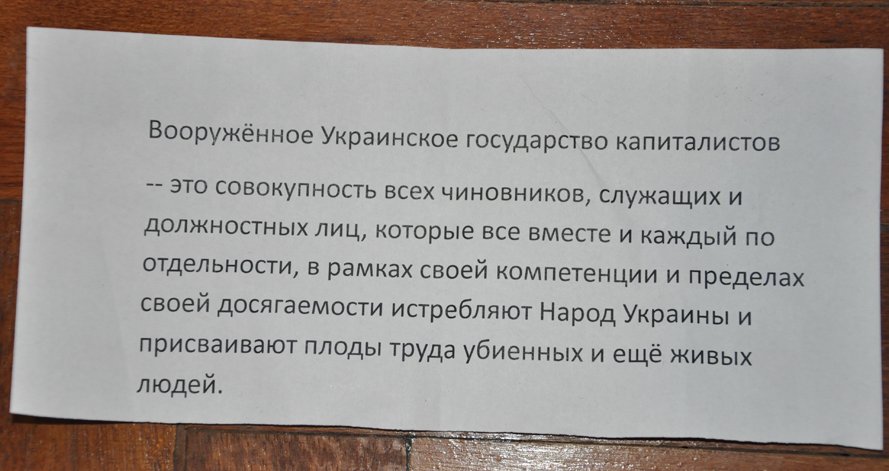 Вооружённое Украинское государство капиталистов
-- это совокупность всех чиновников, служащих и
должностных лиц, которые все вместе и каждый по
отдельности, в рамках своей компетенции и пределах
своей досягаемости истребляют Народ Украины и
присваивают плоды труда убиенных и ещё живых
людей.